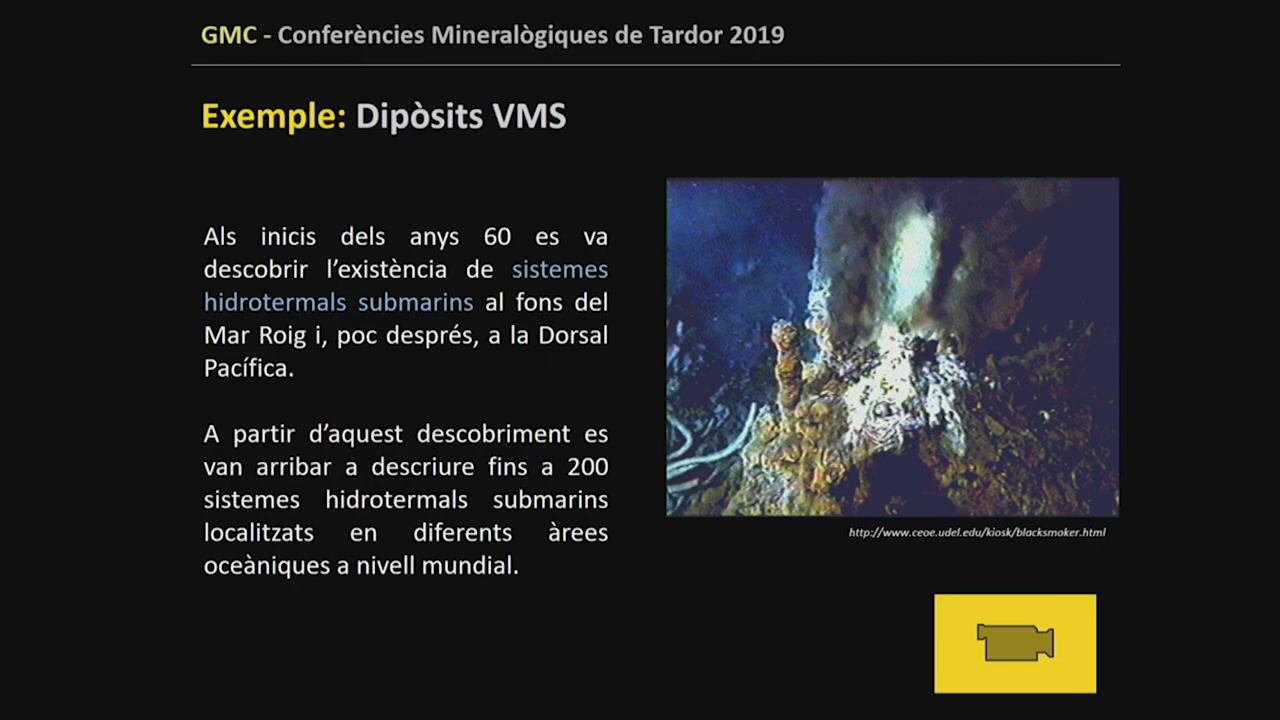 GMC - Conferències Mineralògiques de Tardor 2019
Exemple: Dipòsits VMS
Als inicis dels anys 60 es va
descobrir l’existència de sistemes
hidrotermals submarins al fons del
Mar Roig i, poc després, a la Dorsal
Pacífica.
A partir d’aquest descobriment es
van arribar a descriure fins a 200
sistemes hidrotermals submarins
localitzats en diferents àrees
oceàniques a nivell mundial.
http://www.ceoe.udel.edu/kiosk/blacksmoker.html